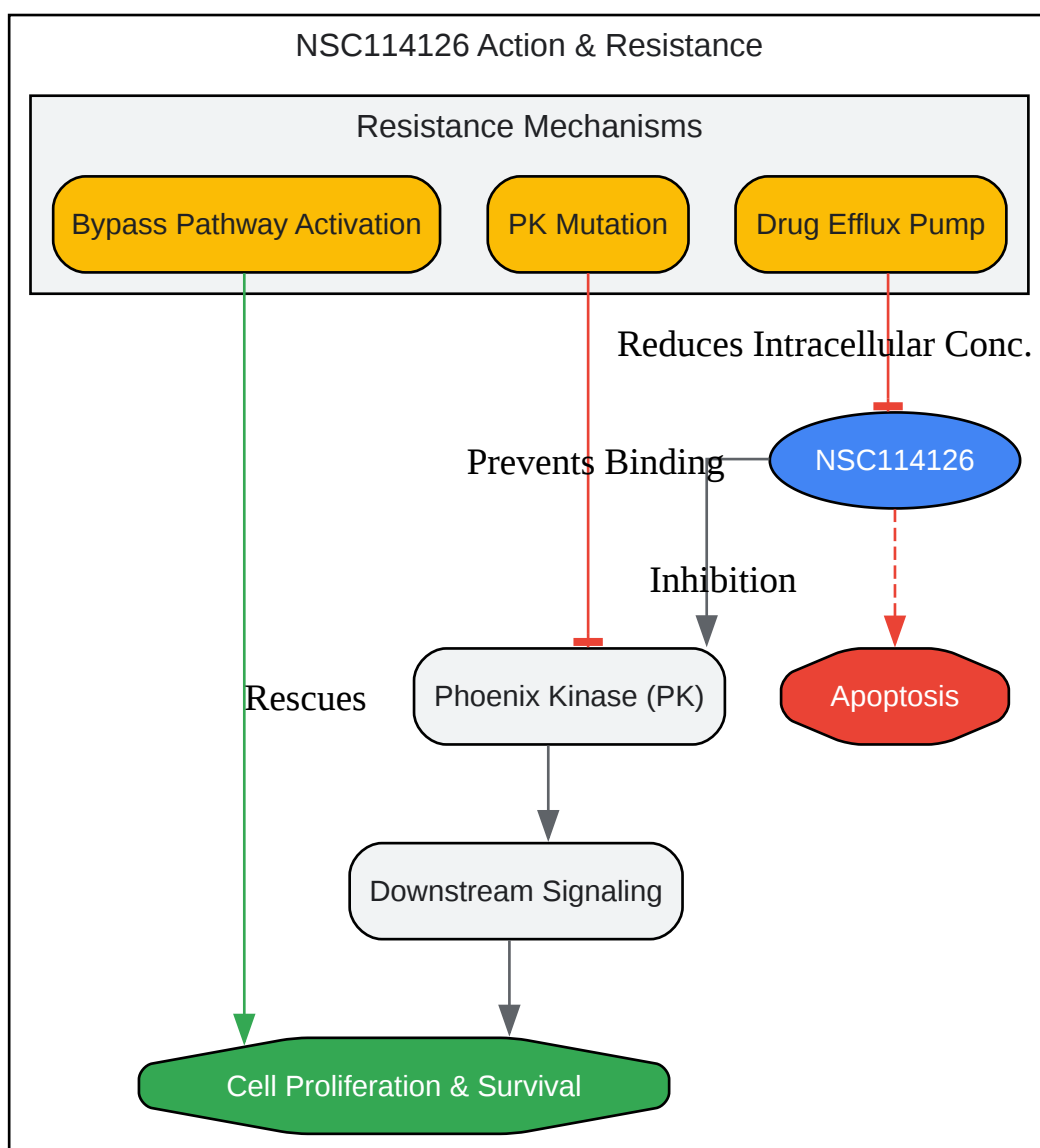 NSC114126 Action & Resistance
Resistance Mechanisms
Bypass Pathway Activation
PK Mutation
Drug Efflux Pump
Reduces Intracellular Conc.
Prevents Binding
NSC114126
Inhibition
Rescues
Phoenix Kinase (PK)
Apoptosis
Downstream Signaling
Cell Proliferation & Survival